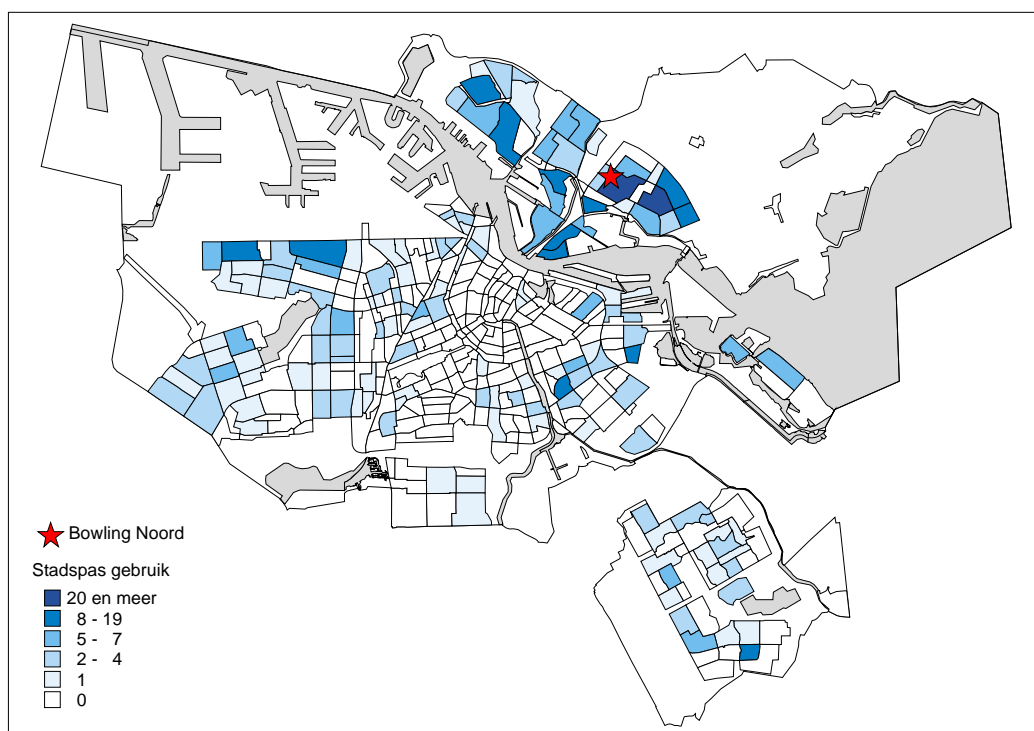 Bowling Noord
Stadspas gebruik
20 en meer
8 - 19
5 - 7
2 - 4
1
0